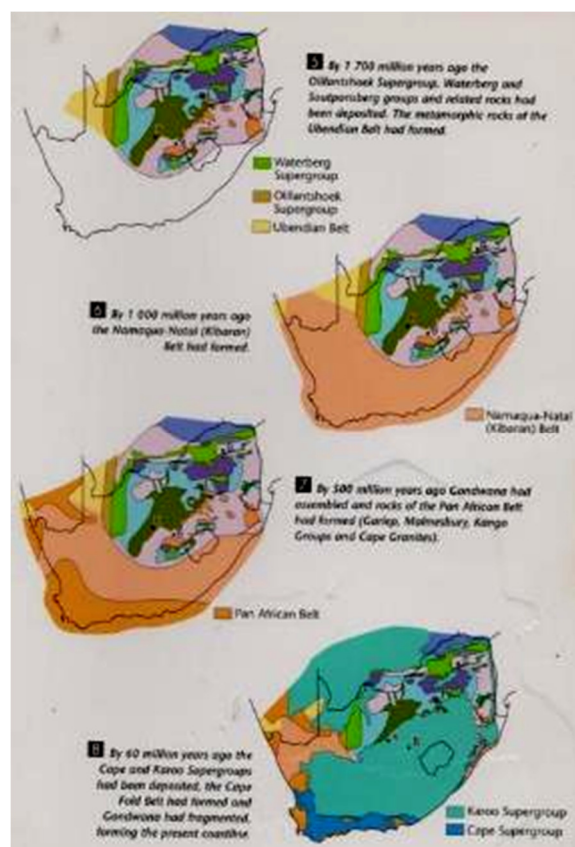 5 By 1 700 million years ago the
Olifantshoek Supergroup, Waterberg and
Soutpansberg groups and related rocks had
been deposited. The metamorphic rocks of the
Ubendian Belt had formed.
Waterberg
Supergroup
Olifantshoek
Supergroup
Ubendian Belt
6 By 1 000 million years ago
the Namaqua-Natal (Kibaran)
Belt had formed.
Namaqua-Natal
(Kibaran) Belt
7 By 500 million years ago Gondwana had
assembled and rocks of the Pan African Belt
had formed (Gariep, Malmesbury, Kango
Groups and Cape Granites).
Pan African Belt
8 By 60 million years ago the
Cape and Karoo Supergroups
had been deposited, the Cape
Fold Belt had formed and
Gondwana had fragmented,
forming the present coastline.
Karoo Supergroup
Cape Supergroup